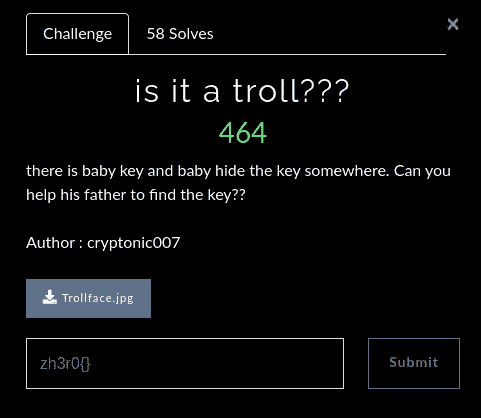 Challenge 58 Solves ×
is it a troll???
464
there is baby key and baby hide the key somewhere. Can you
help his father to find the key??
Author : cryptonic007
Trollface.jpg
zh3r0{} Submit